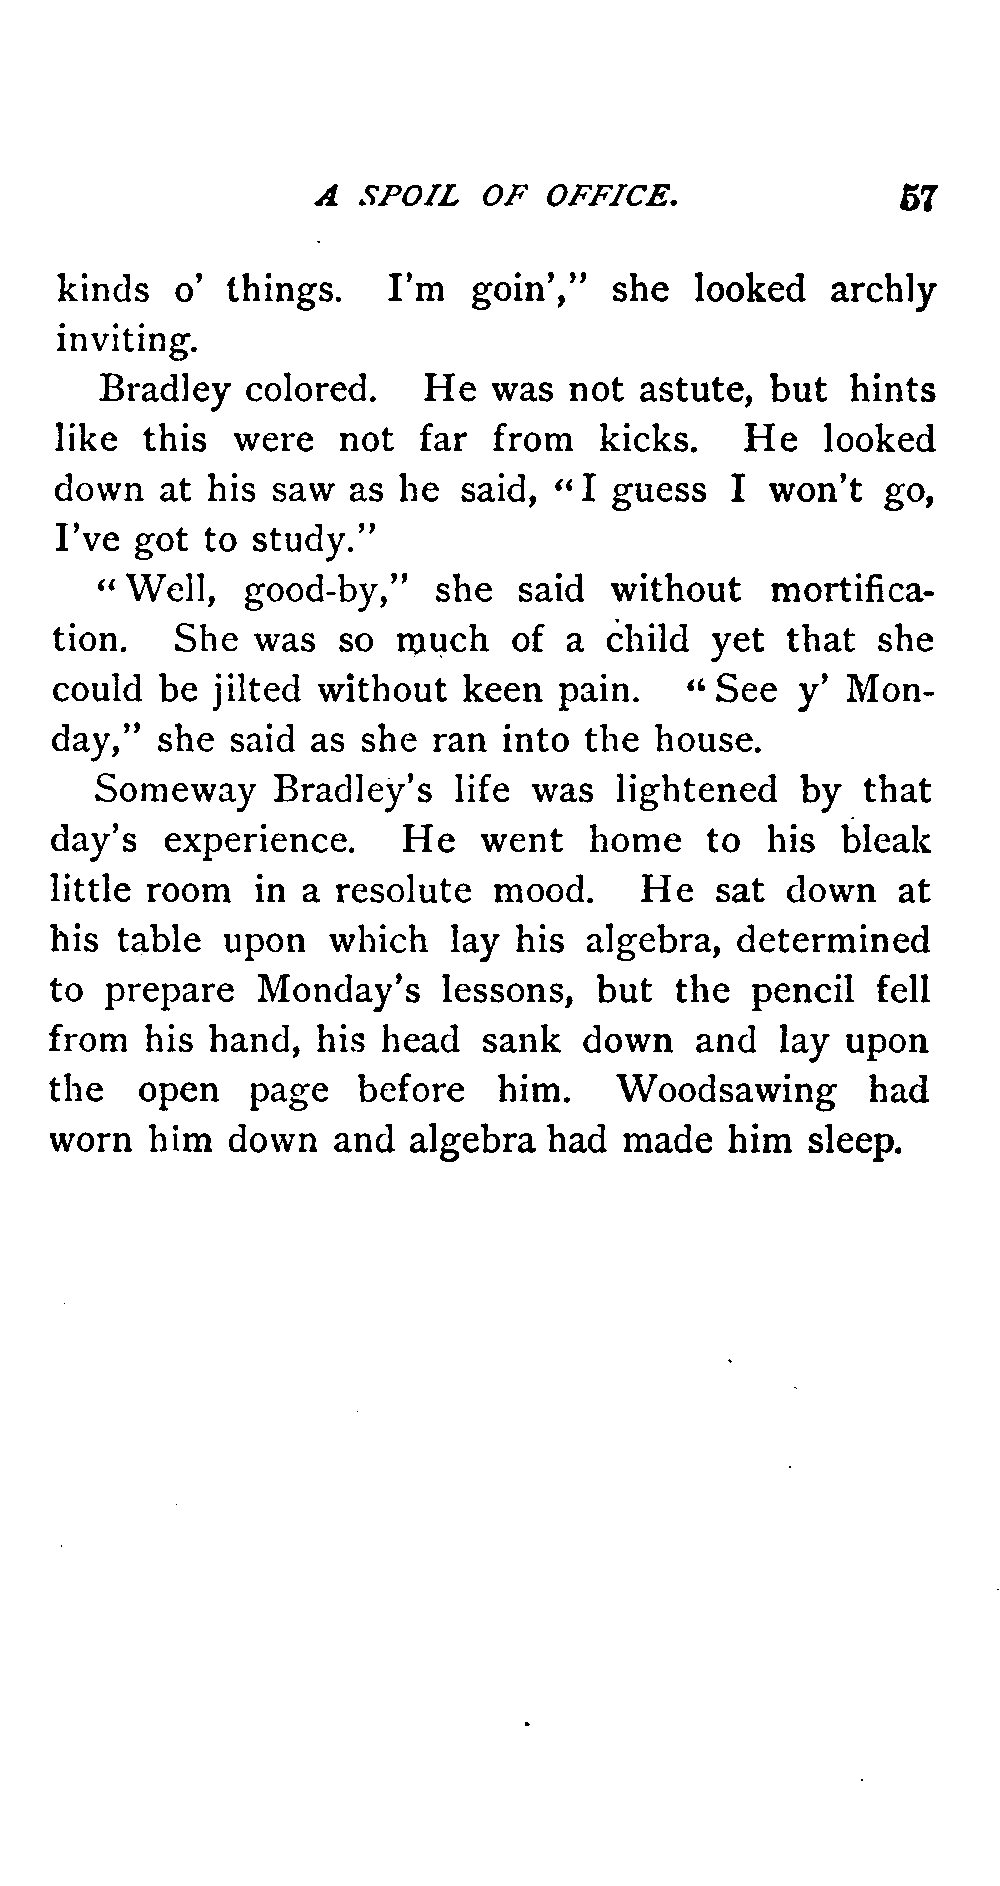 A SPOIL OF OFFICE. 57
kinds o' things. I'm goin'," she looked archly
inviting.
Bradley colored. He was not astute, but hints
like this were not far from kicks. He looked
down at his saw as he said, "I guess I won't go,
I've got to study."
"Well, good-by," she said without mortifica-
tion. She was so much of a child yet that she
could be jilted without keen pain. "See y' Mon-
day," she said as she ran into the house.
Someway Bradley's life was lightened by that
day's experience. He went home to his bleak
little room in a resolute mood. He sat down at
his table upon which lay his algebra, determined
to prepare Monday's lessons, but the pencil fell
from his hand, his head sank down and lay upon
the open page before him. Woodsawing had
worn him down and algebra had made him sleep.